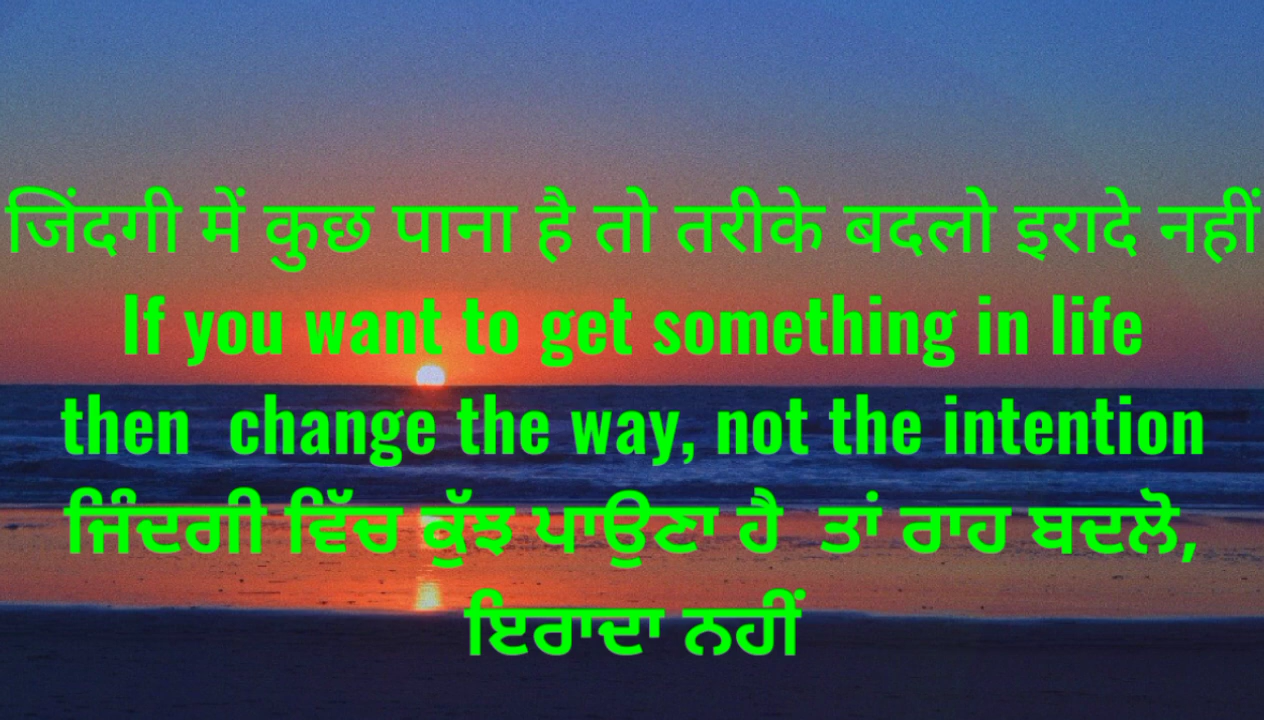 जिंदगी में कुछ पाना है तो तरीके बदलो इरादे नहीं
If you want to get something in life
then change the way, not the intention
ਜਿੰਦਗੀ ਵਿੱਚ ਕੁੱਝ ਪਾਉਣਾ ਹੈ ਤਾਂ ਰਾਹ ਬਦਲੋ,
ਇਰਾਦਾ ਨਹੀਂ